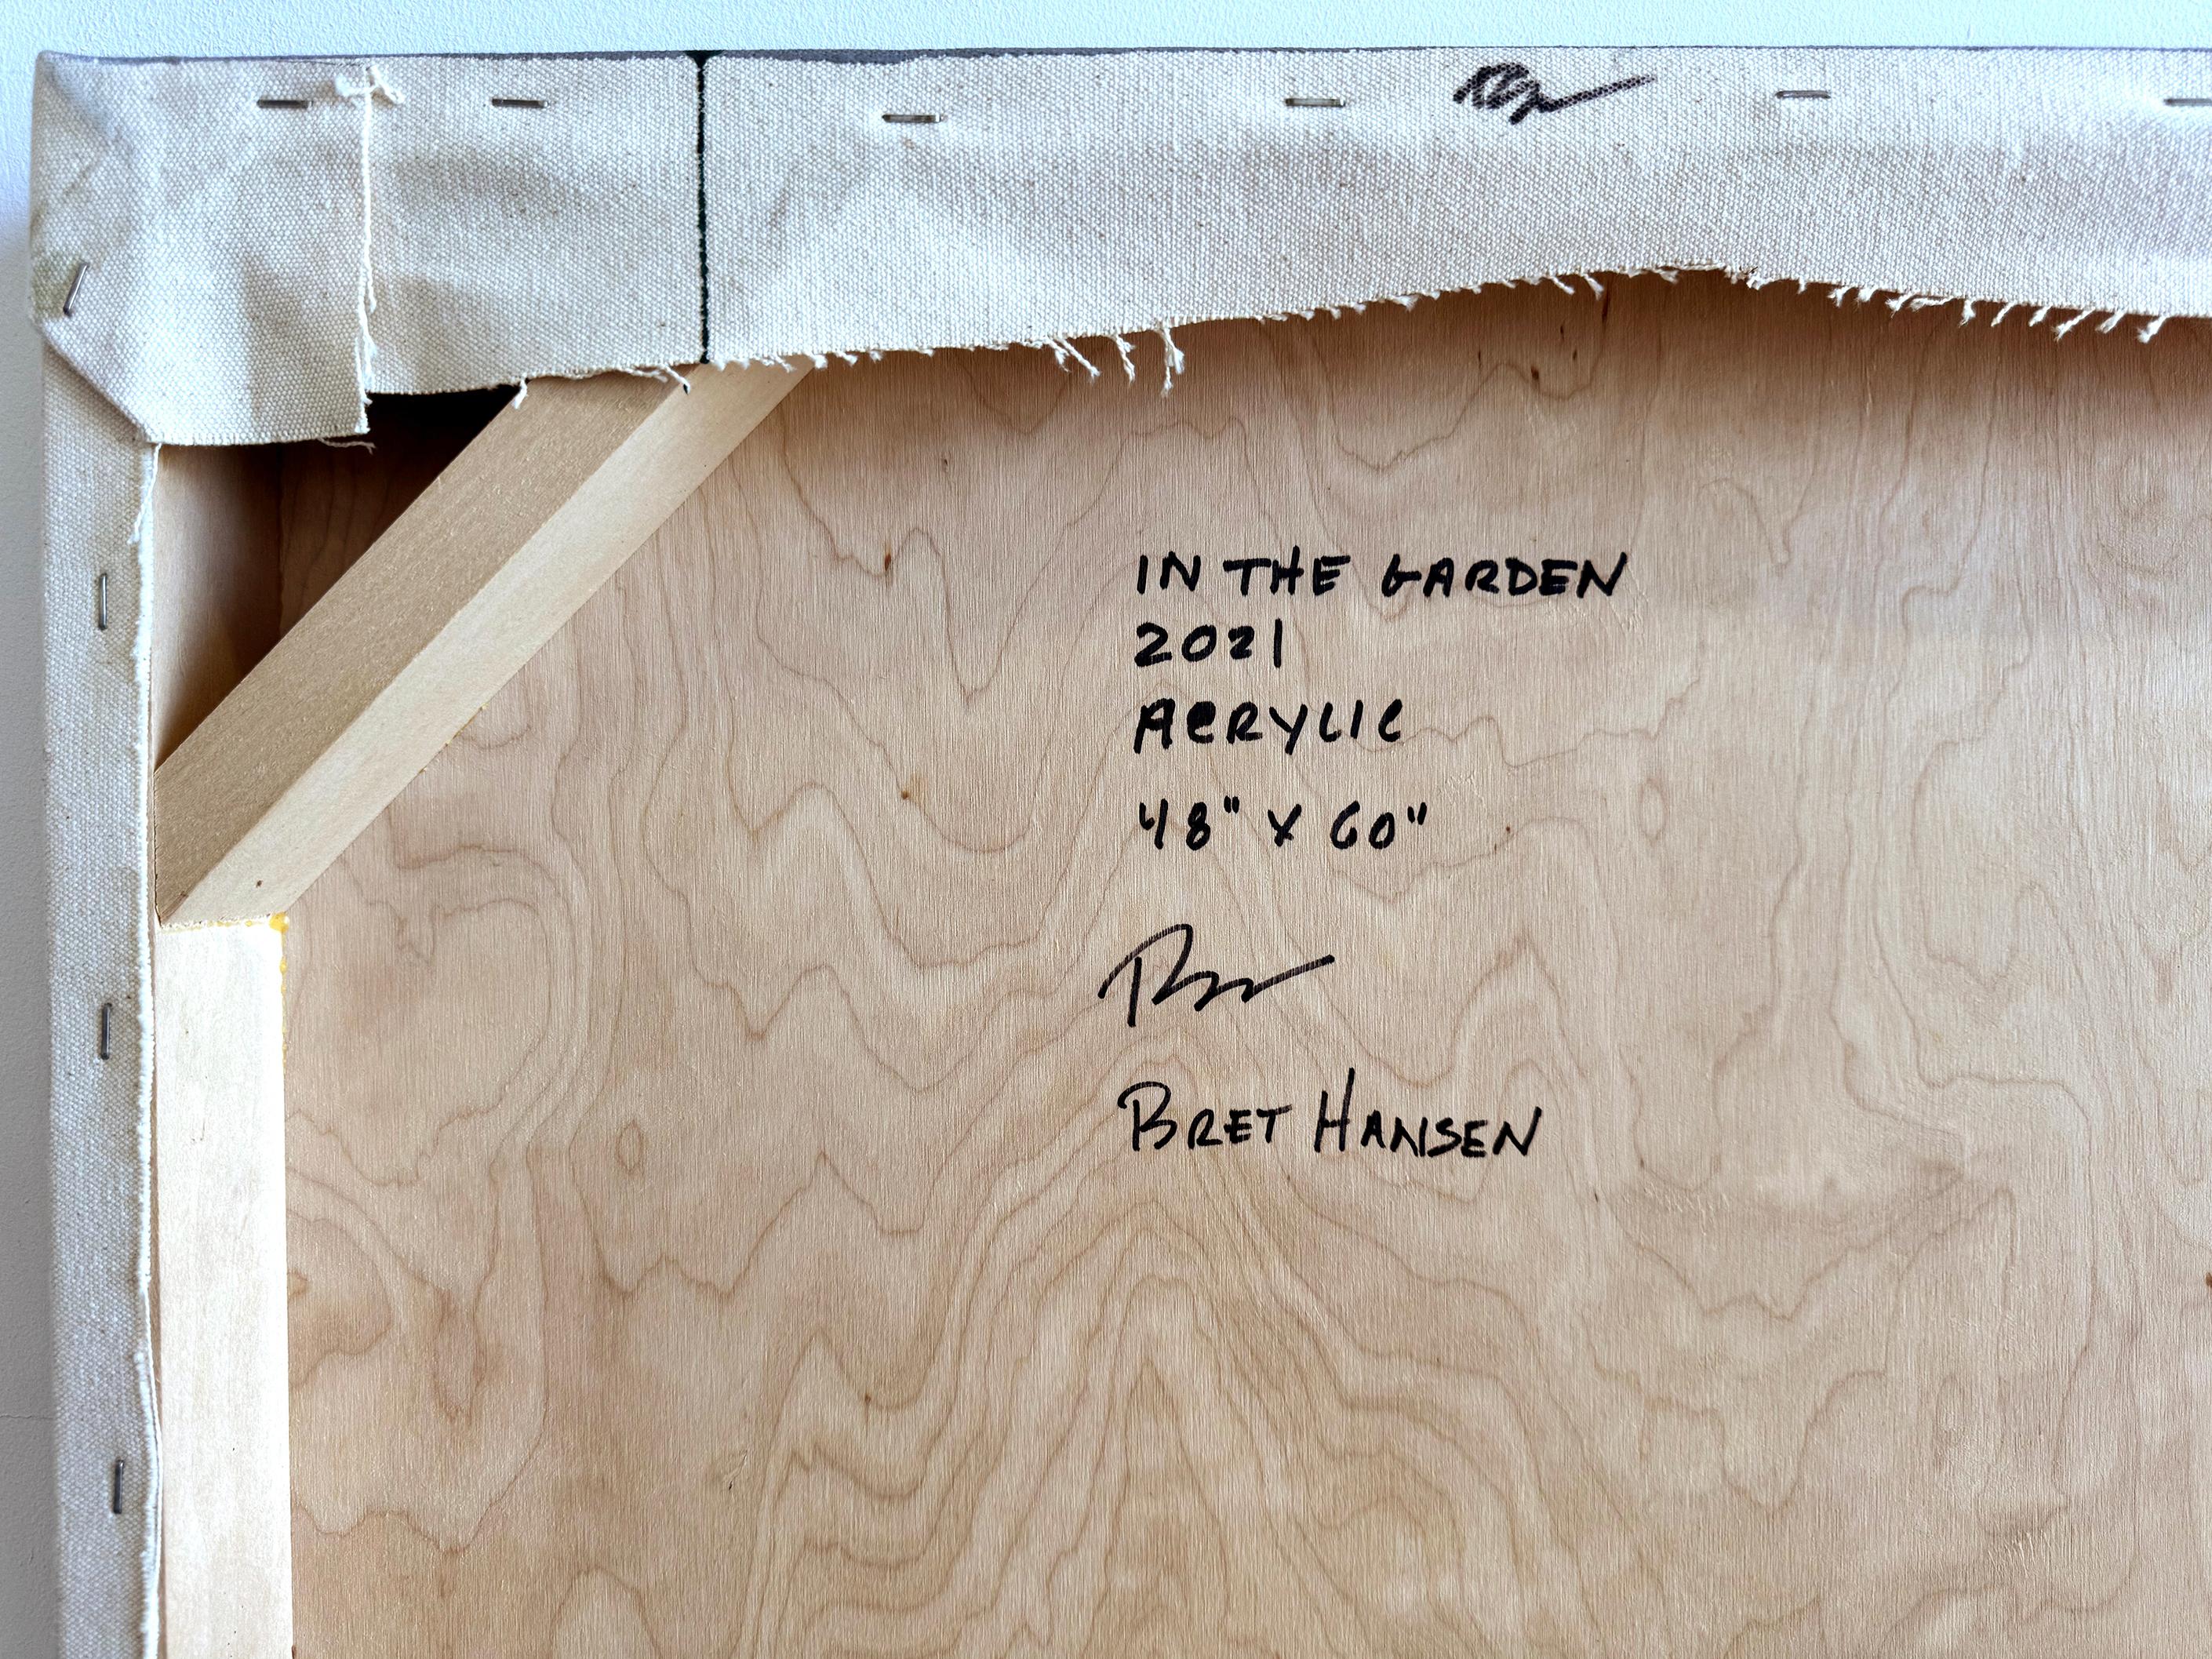 IN THE GARDEN
2021
ACRYLIC
48" X 60"
BRET HANSEN